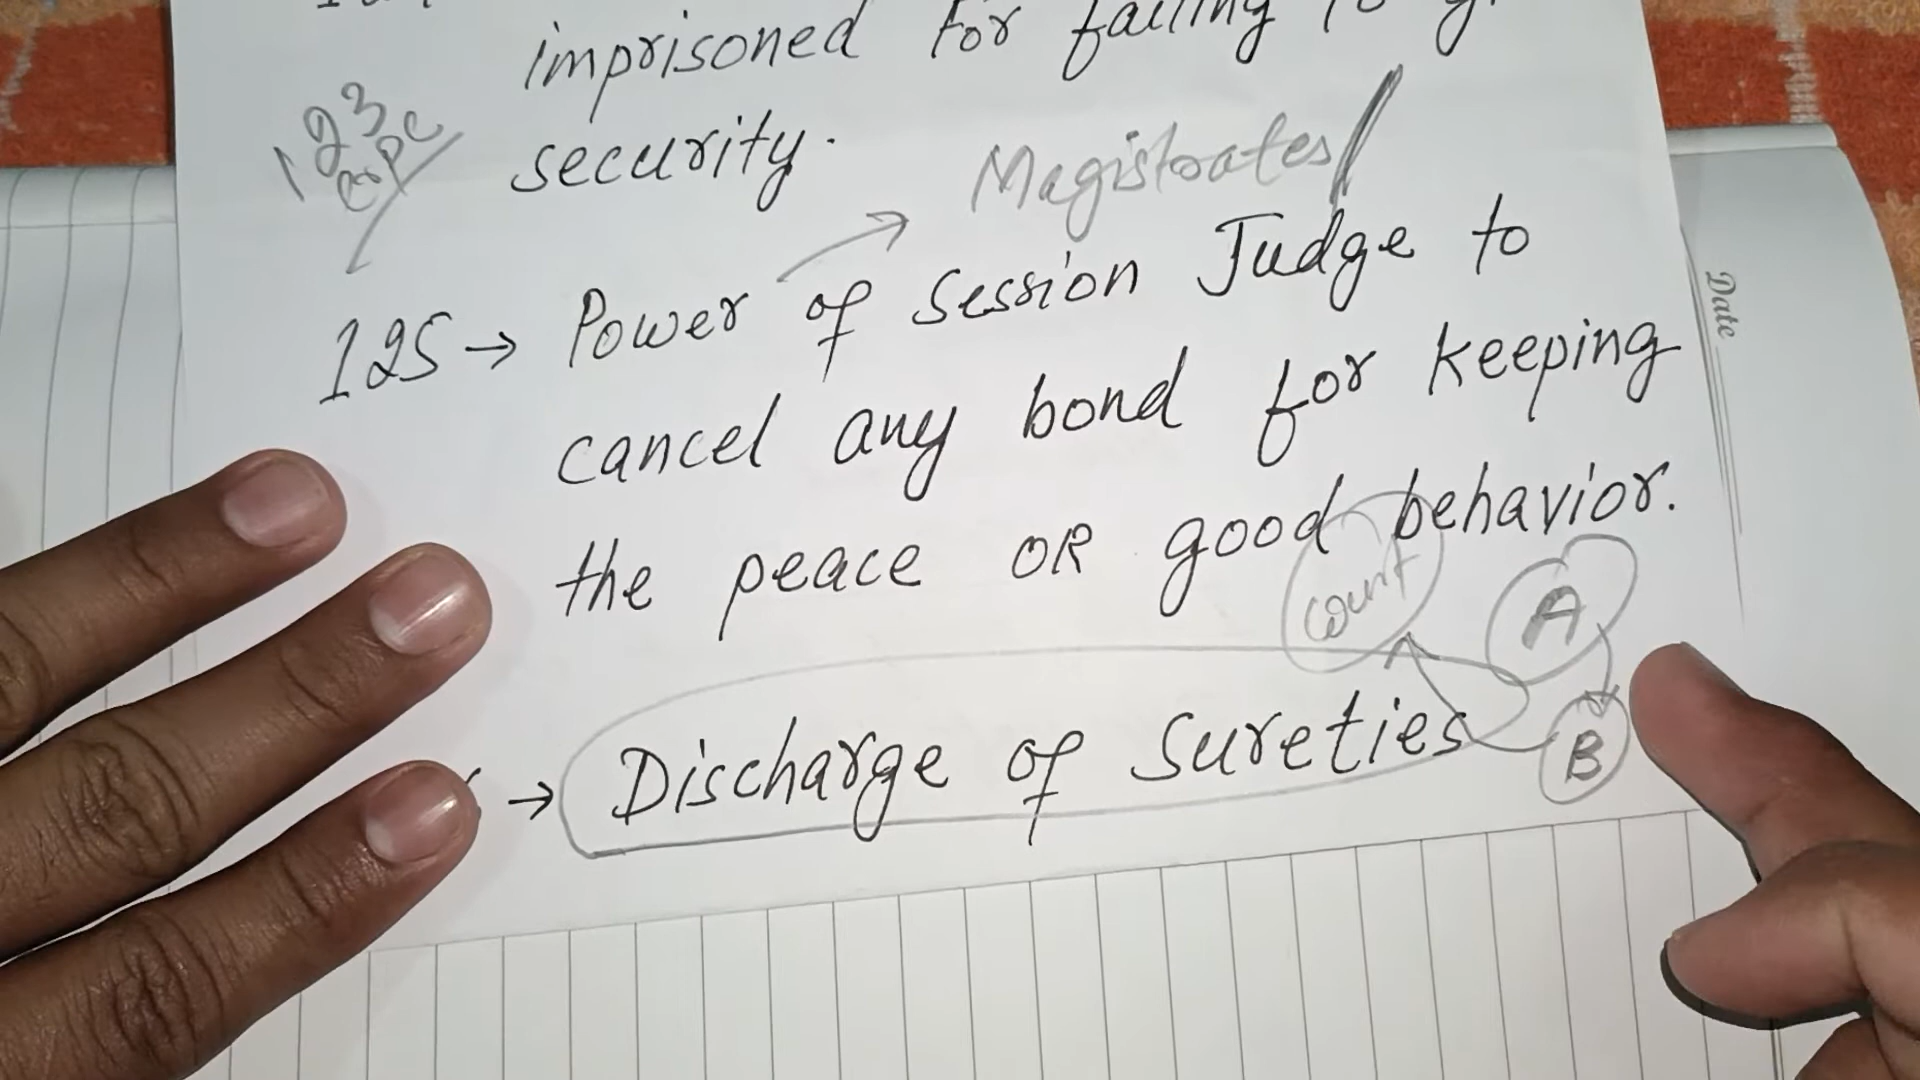 imprisoned for failing to
security.
123
crpc
Magistrates
125 → Power of Session Judge to
cancel any bond for keeping
the peace OR good behavior.
court
A
→ Discharge of Sureties
B
Date